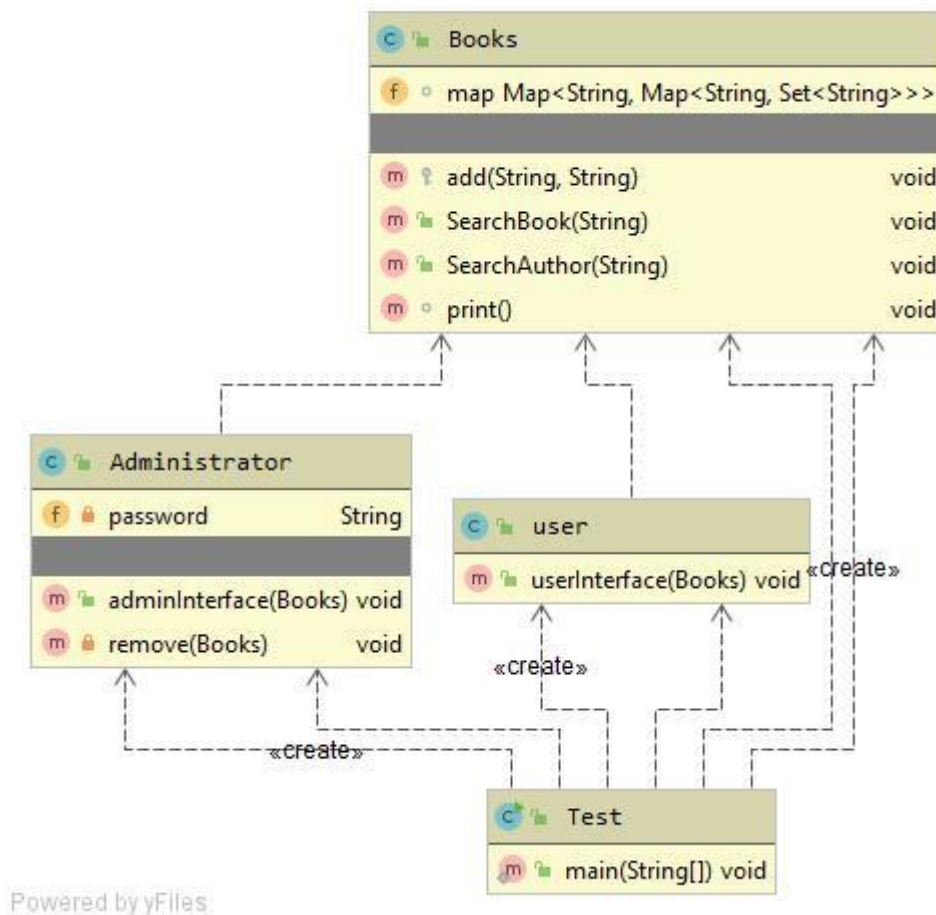 Books
map Map<String, Map<String, Set<String>>>
add(String, String) void
SearchBook(String) void
SearchAuthor(String) void
print() void
Administrator
password String
adminInterface(Books) void
remove(Books) void
user
userInterface(Books) void
«create»
«create»
«create»
Test
main(String[]) void
Powered by yFiles